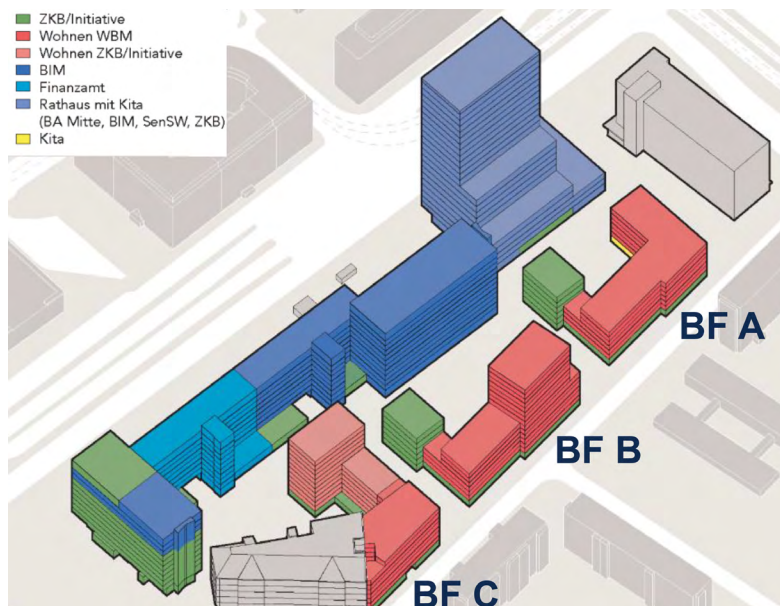 ZKB/Initiative
Wohnen WBM
Wohnen ZKB/Initiative
BIM
Finanzamt
Rathaus mit Kita
(BA Mitte, BIM, SenSW, ZKB)
Kita
BF A
BF B
BF C